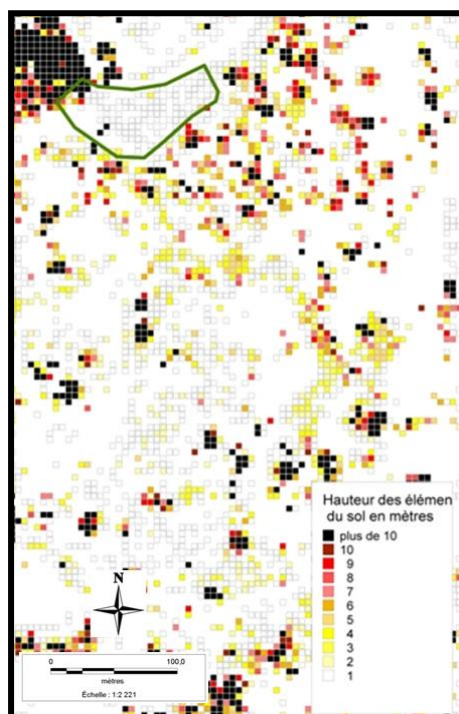 Hauteur des élémen
du sol en mètres
plus de 10
10
9
8
7
6
5
4
3
2
1
N
0 100,0
mètres
Échelle : 1:2 221